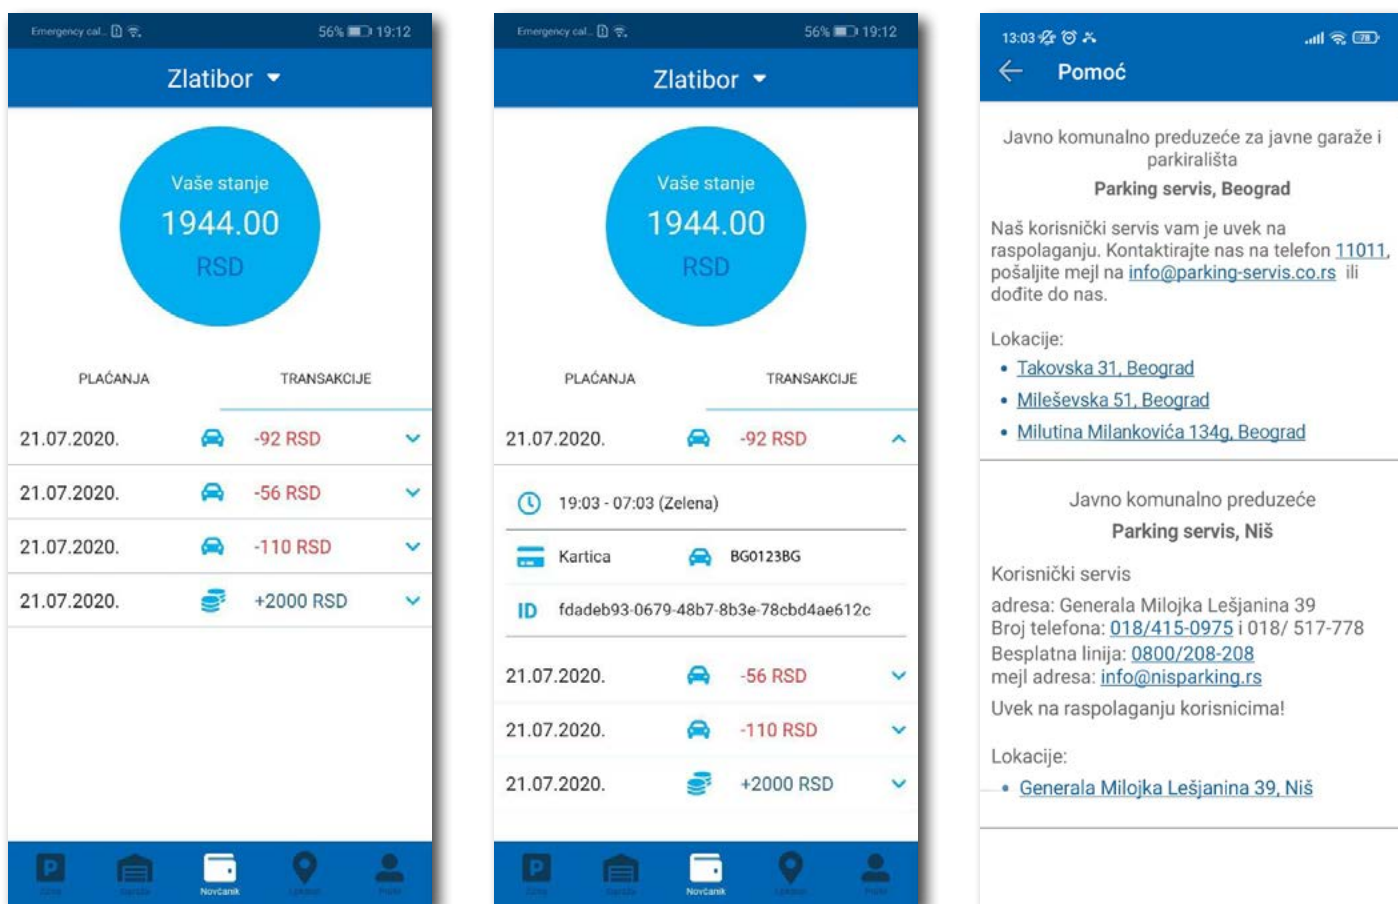 Emergency cal...
56%
19:12
Zlatibor
Vaše stanje
1944.00
RSD
PLAĆANJA
TRANSAKCIJE
21.07.2020.
-92 RSD
21.07.2020.
-56 RSD
21.07.2020.
-110 RSD
21.07.2020.
+2000 RSD
P
Novčanik
Emergency cal...
56%
19:12
Zlatibor
Vaše stanje
1944.00
RSD
PLAĆANJA
TRANSAKCIJE
21.07.2020.
-92 RSD
19:03 - 07:03 (Zelena)
Kartica
BG0123BG
ID fdadeb93-0679-48b7-8b3e-78cbd4ae612c
21.07.2020.
-56 RSD
21.07.2020.
-110 RSD
21.07.2020.
+2000 RSD
P
Novčanik
13:03
78
Pomoć
Javno komunalno preduzeće za javne garaže i
parkirališta
Parking servis, Beograd
Naš korisnički servis vam je uvek na
raspolaganju. Kontaktirajte nas na telefon 11011,
pošaljite mejl na info@parking-servis.co.rs ili
dođite do nas.
Lokacije:
• Takovska 31, Beograd
• Mileševska 51, Beograd
• Milutina Milankovića 134g, Beograd
Javno komunalno preduzeće
Parking servis, Niš
Korisnički servis
adresa: Generala Milojka Lešjanina 39
Broj telefona: 018/415-0975 i 018/ 517-778
Besplatna linija: 0800/208-208
mejl adresa: info@nisparking.rs
Uvek na raspolaganju korisnicima!
Lokacije:
• Generala Milojka Lešjanina 39, Niš